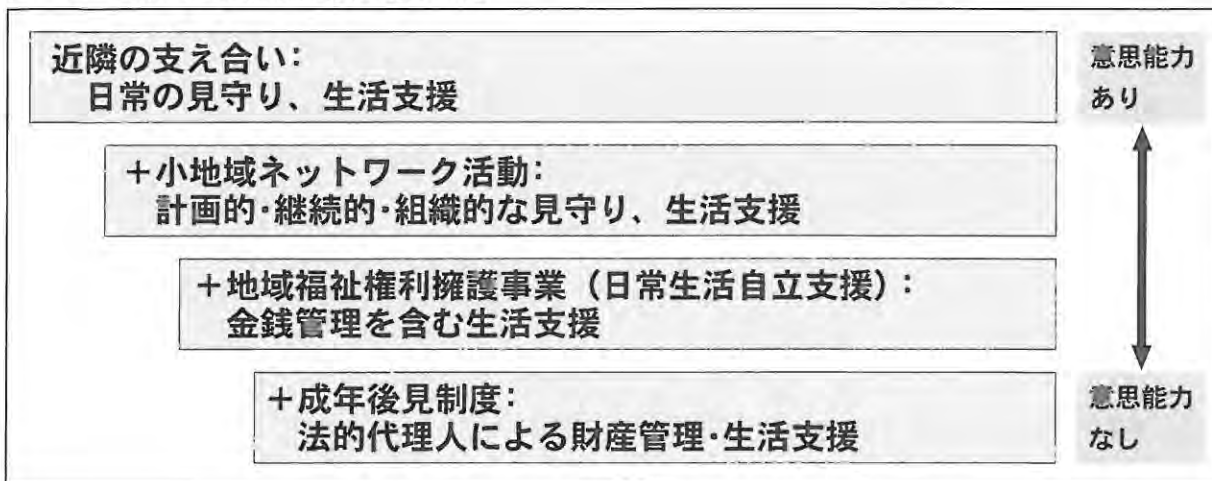 近隣の支え合い:
日常の見守り、生活支援
+小地域ネットワーク活動:
計画的・継続的・組織的な見守り、生活支援
+地域福祉権利擁護事業(日常生活自立支援):
金銭管理を含む生活支援
+成年後見制度:
法的代理人による財産管理・生活支援
意思能力
あり
意思能力
なし